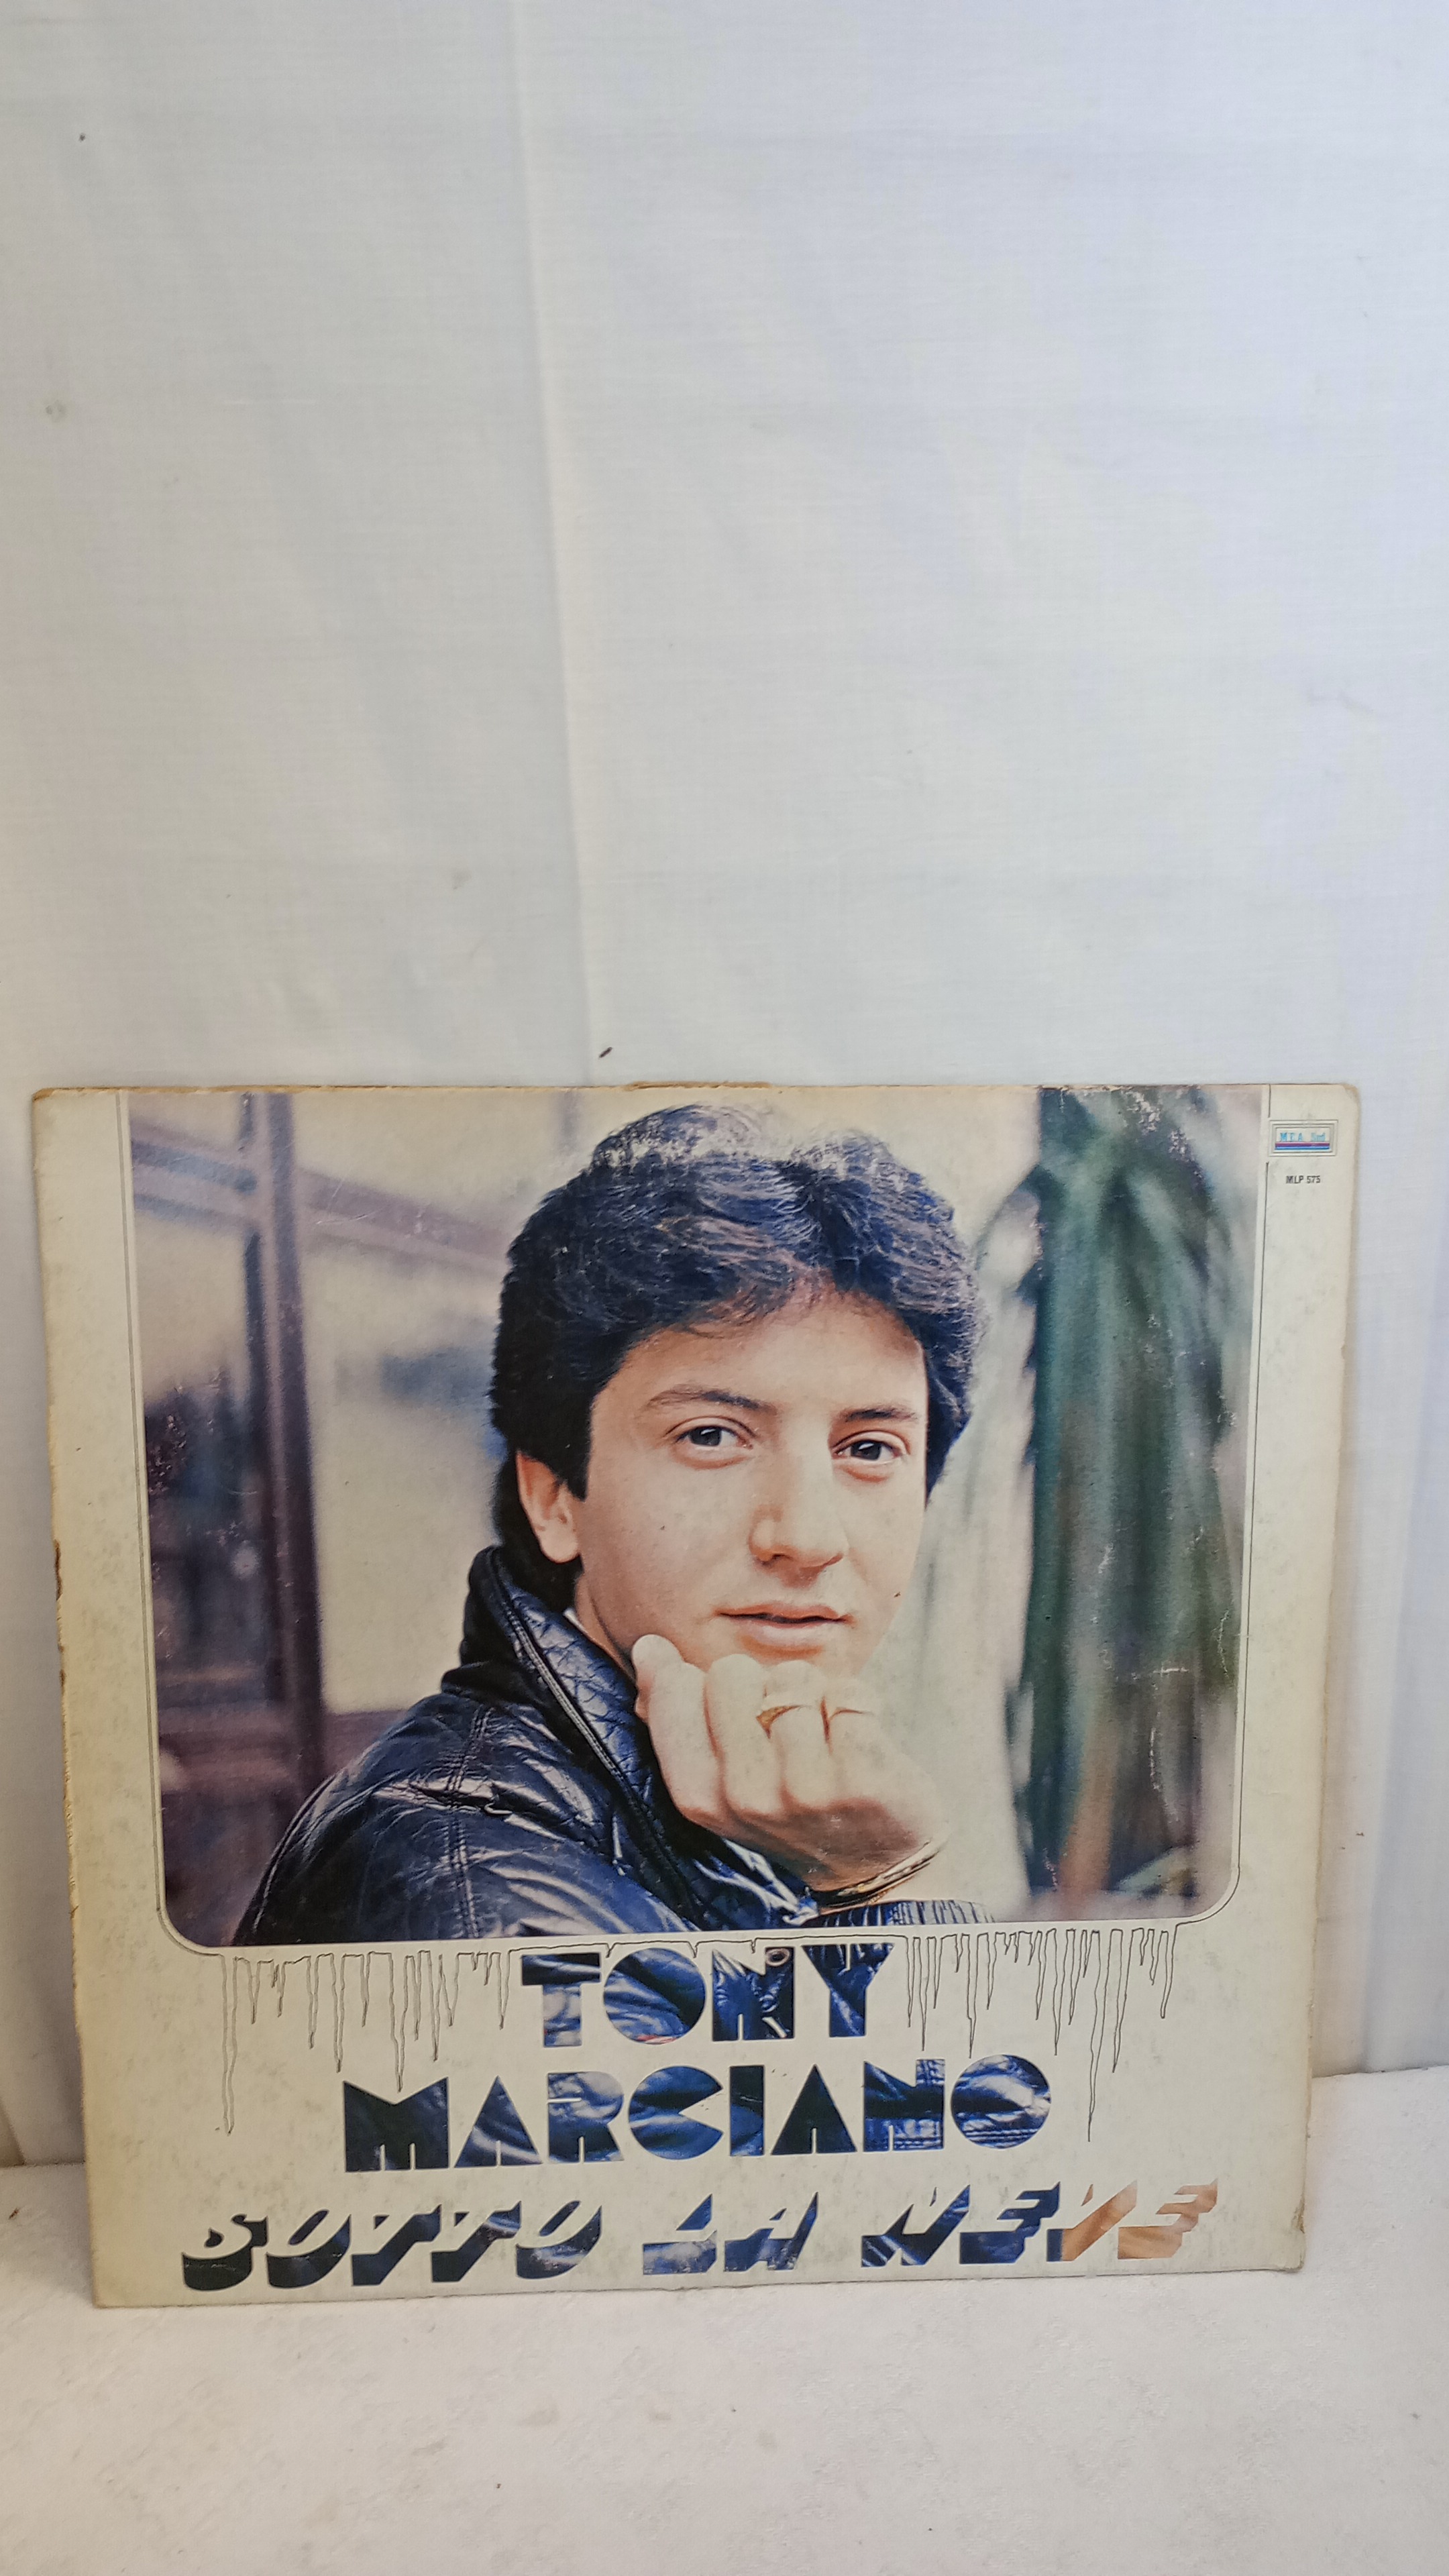 MLP 575
TONY
MARCIANO
SOTTO LA NEVE